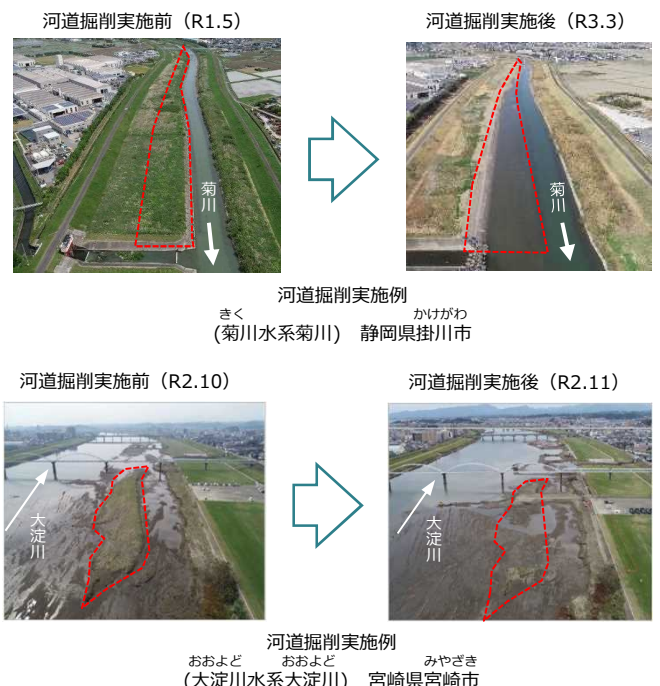 河道掘削実施前（R1.5）
河道掘削実施後（R3.3）
菊川
菊川
河道掘削実施例
きく かけがわ
(菊川水系菊川) 静岡県掛川市
河道掘削実施前（R2.10）
河道掘削実施後（R2.11）
大淀川
大淀川
河道掘削実施例
おおよど おおよど みやざき
(大淀川水系大淀川) 宮崎県宮崎市